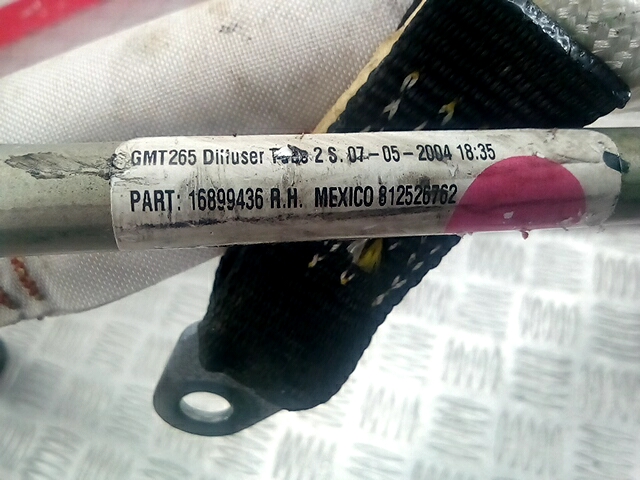 GMT265 Diffuser 2 S. 07-05-2004 18:35
PART: 16899436 R.H. MEXICO 812526762